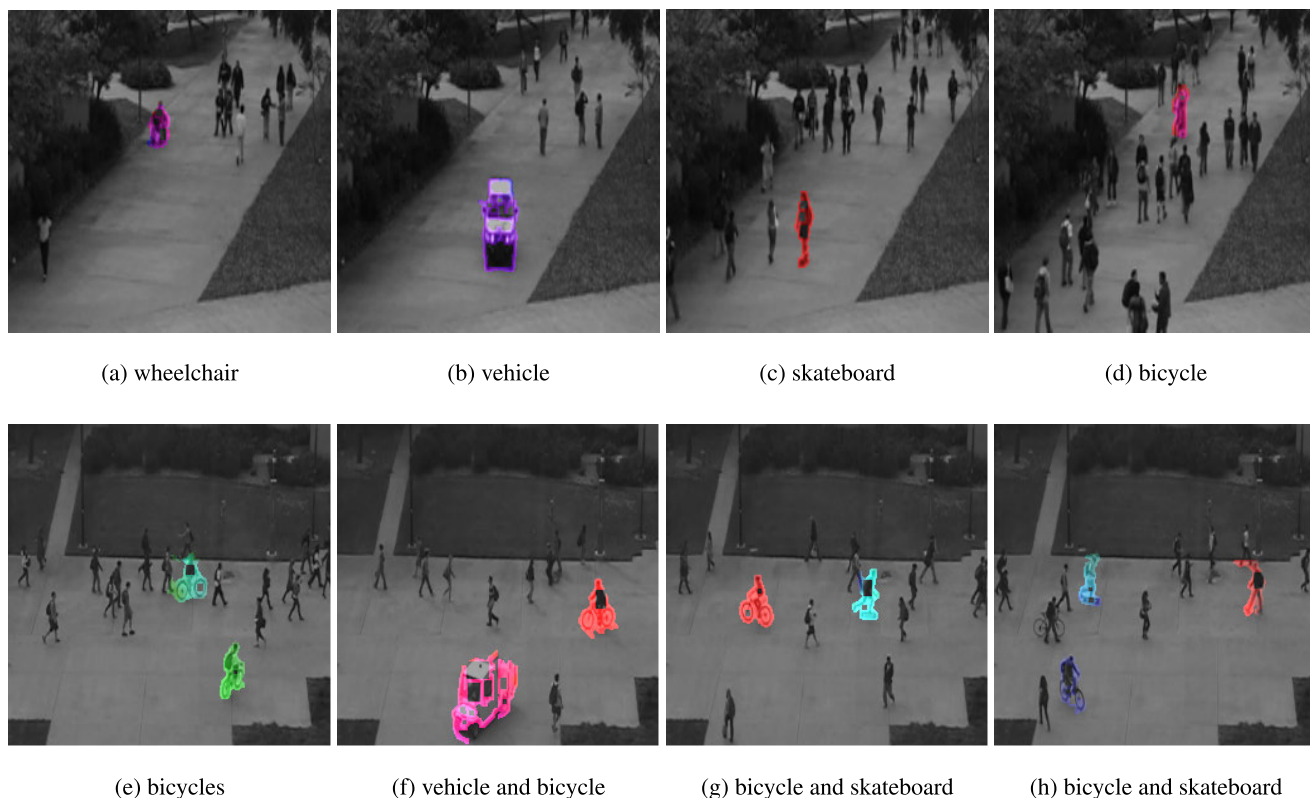 (a) wheelchair
(b) vehicle
(c) skateboard
(d) bicycle
(e) bicycles
(f) vehicle and bicycle
(g) bicycle and skateboard
(h) bicycle and skateboard